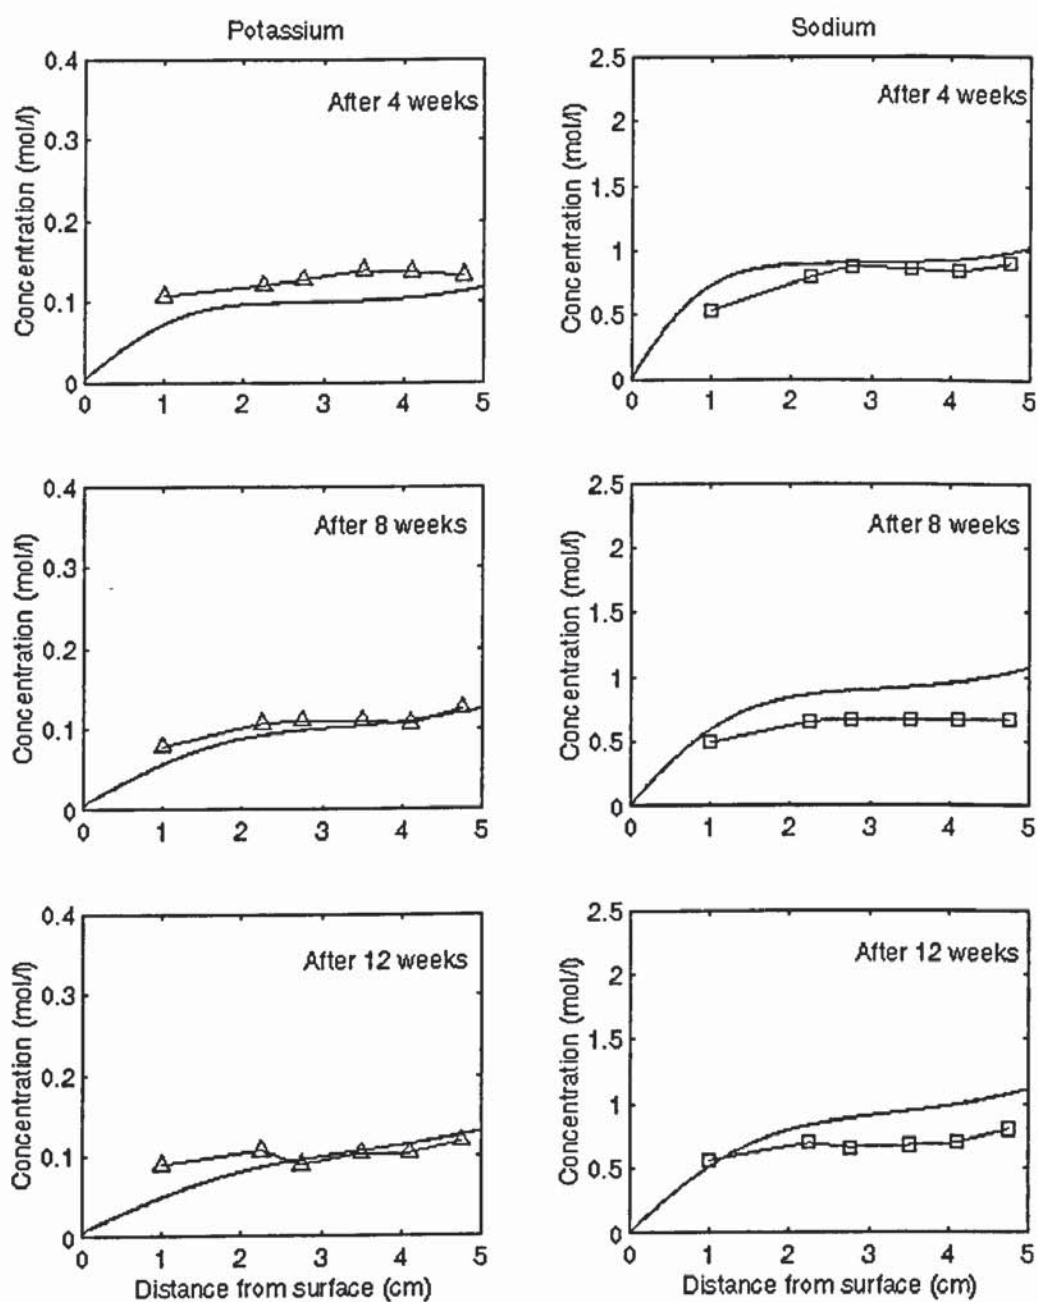 Potassium
0.4
0.3
0.2
0.1
0
Concentration (mol/l)
After 4 weeks
0 1 2 3 4 5
Sodium
2.5
2
1.5
1
0.5
0
Concentration (mol/l)
After 4 weeks
0 1 2 3 4 5
0.4
0.3
0.2
0.1
0
Concentration (mol/l)
After 8 weeks
0 1 2 3 4 5
2.5
2
1.5
1
0.5
0
Concentration (mol/l)
After 8 weeks
0 1 2 3 4 5
0.4
0.3
0.2
0.1
0
Concentration (mol/l)
After 12 weeks
0 1 2 3 4 5
Distance from surface (cm)
2.5
2
1.5
1
0.5
0
Concentration (mol/l)
After 12 weeks
0 1 2 3 4 5
Distance from surface (cm)